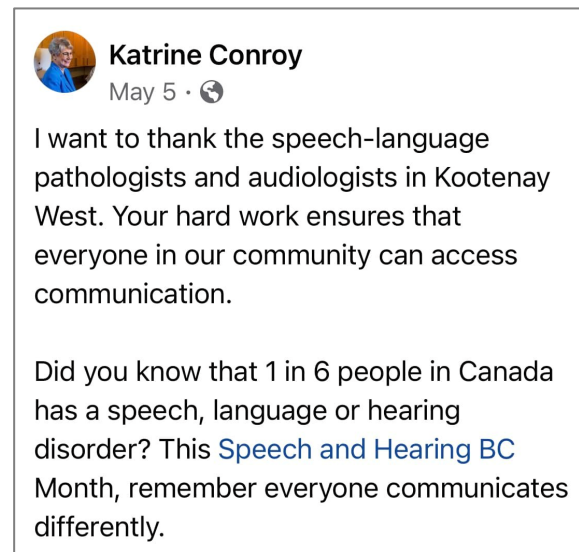 Katrine Conroy
May 5 ·
I want to thank the speech-language
pathologists and audiologists in Kootenay
West. Your hard work ensures that
everyone in our community can access
communication.
Did you know that 1 in 6 people in Canada
has a speech, language or hearing
disorder? This Speech and Hearing BC
Month, remember everyone communicates
differently.